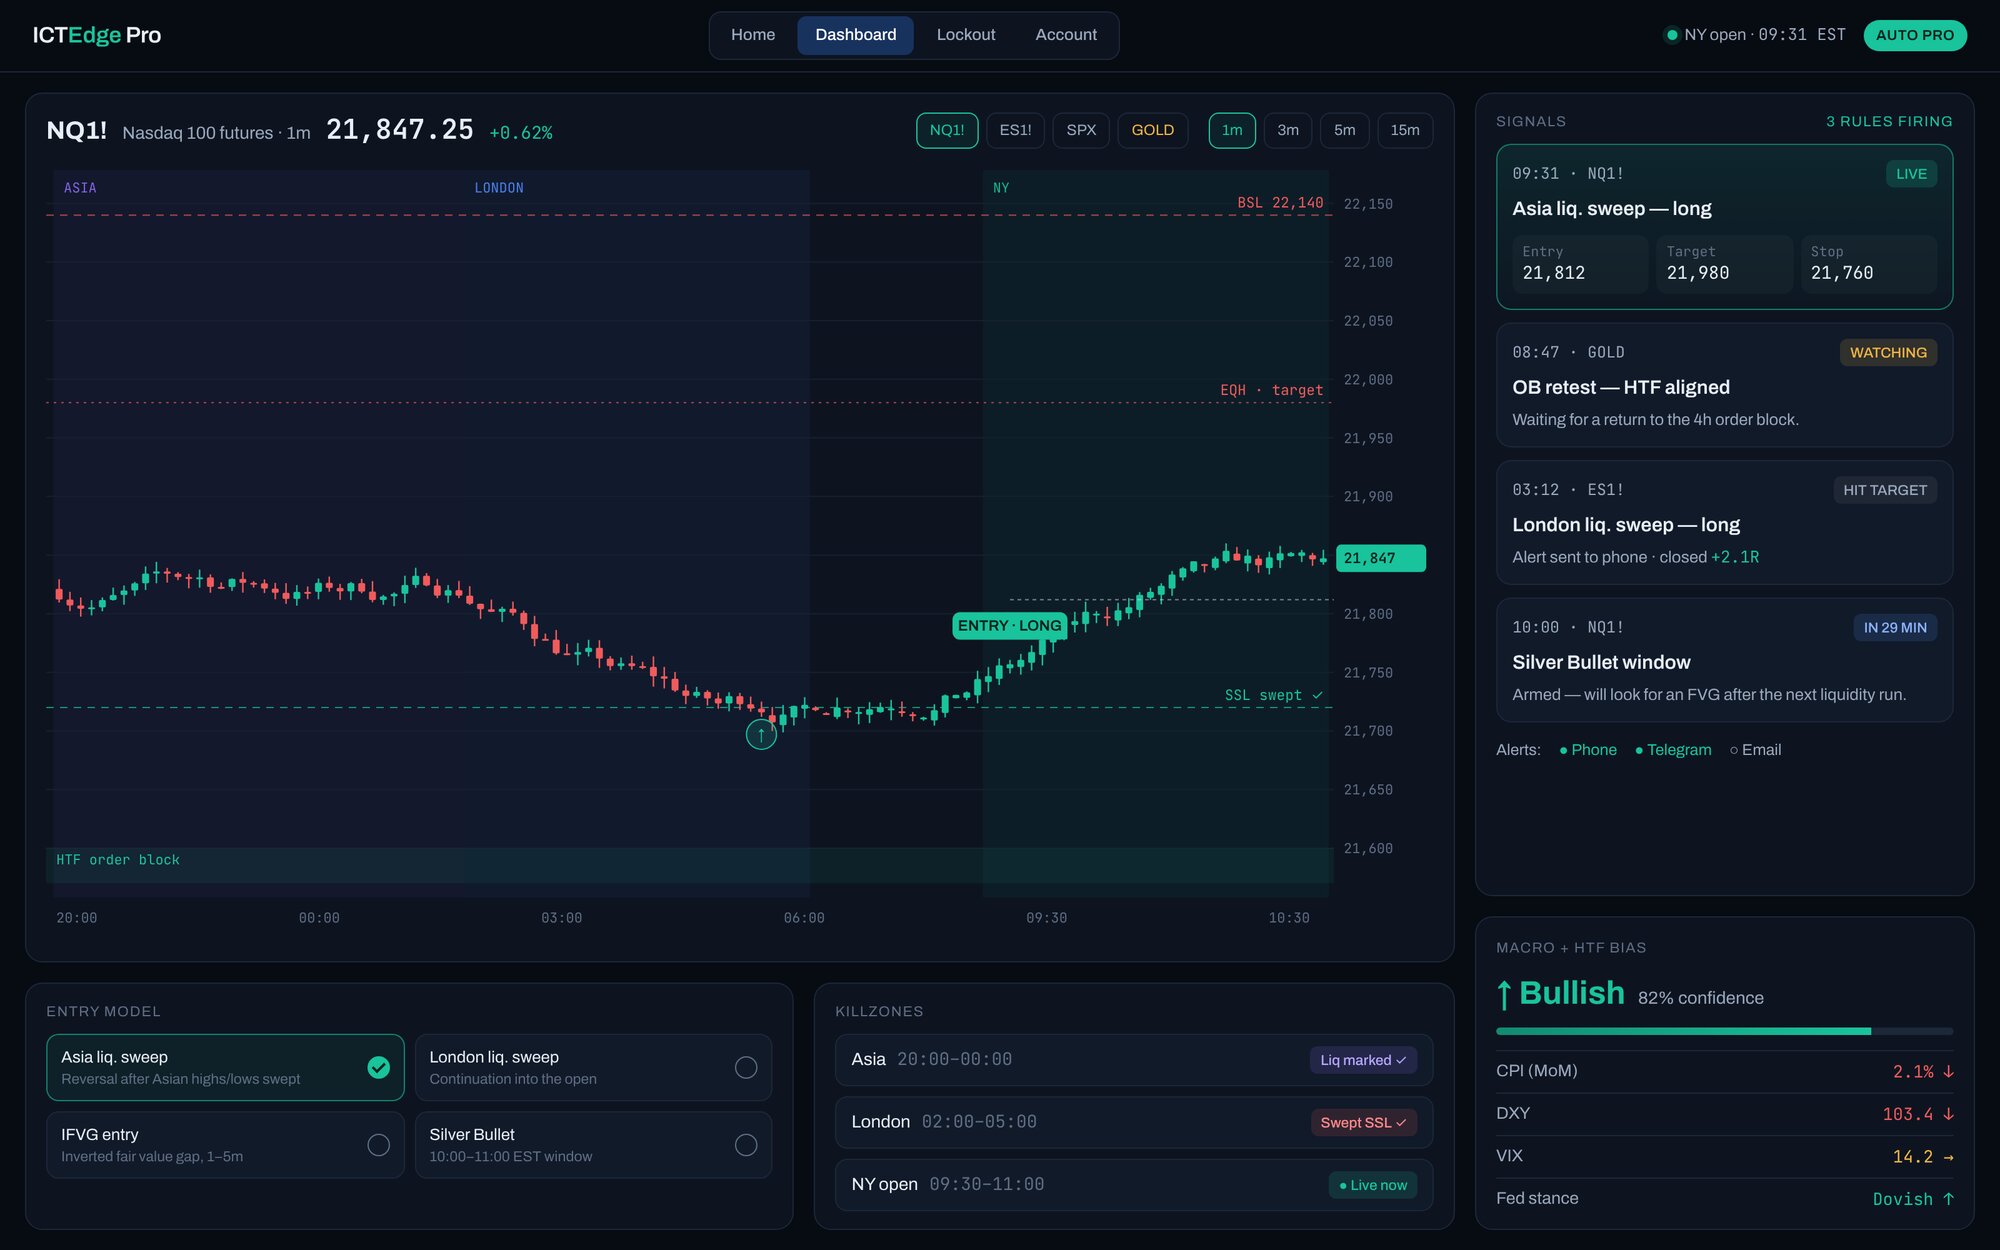 ICTEdge Pro
Home Dashboard Lockout Account
NY open · 09:31 EST AUTO PRO
NQ1! Nasdaq 100 futures · 1m 21,847.25 +0.62%
NQ1! ES1! SPX GOLD 1m 3m 5m 15m
ASIA LONDON NY
BSL 22,140
22,150
22,100
22,050
22,000
EQH · target
21,950
21,900
21,847
21,800
ENTRY · LONG
21,750
SSL swept ✓
21,700
↑
21,650
21,600
HTF order block
20:00 00:00 03:00 06:00 09:30 10:30
SIGNALS 3 RULES FIRING
09:31 · NQ1! LIVE
Asia liq. sweep — long
Entry Target Stop
21,812 21,980 21,760
08:47 · GOLD WATCHING
OB retest — HTF aligned
Waiting for a return to the 4h order block.
03:12 · ES1! HIT TARGET
London liq. sweep — long
Alert sent to phone · closed +2.1R
10:00 · NQ1! IN 29 MIN
Silver Bullet window
Armed — will look for an FVG after the next liquidity run.
Alerts: ● Phone ● Telegram ○ Email
ENTRY MODEL
Asia liq. sweep
Reversal after Asian highs/lows swept
London liq. sweep
Continuation into the open
IFVG entry
Inverted fair value gap, 1–5m
Silver Bullet
10:00–11:00 EST window
KILLZONES
Asia 20:00–00:00 Liq marked ✓
London 02:00–05:00 Swept SSL ✓
NY open 09:30–11:00 ● Live now
MACRO + HTF BIAS
↑ Bullish 82% confidence
CPI (MoM) 2.1% ↓
DXY 103.4 ↓
VIX 14.2 →
Fed stance Dovish ↑